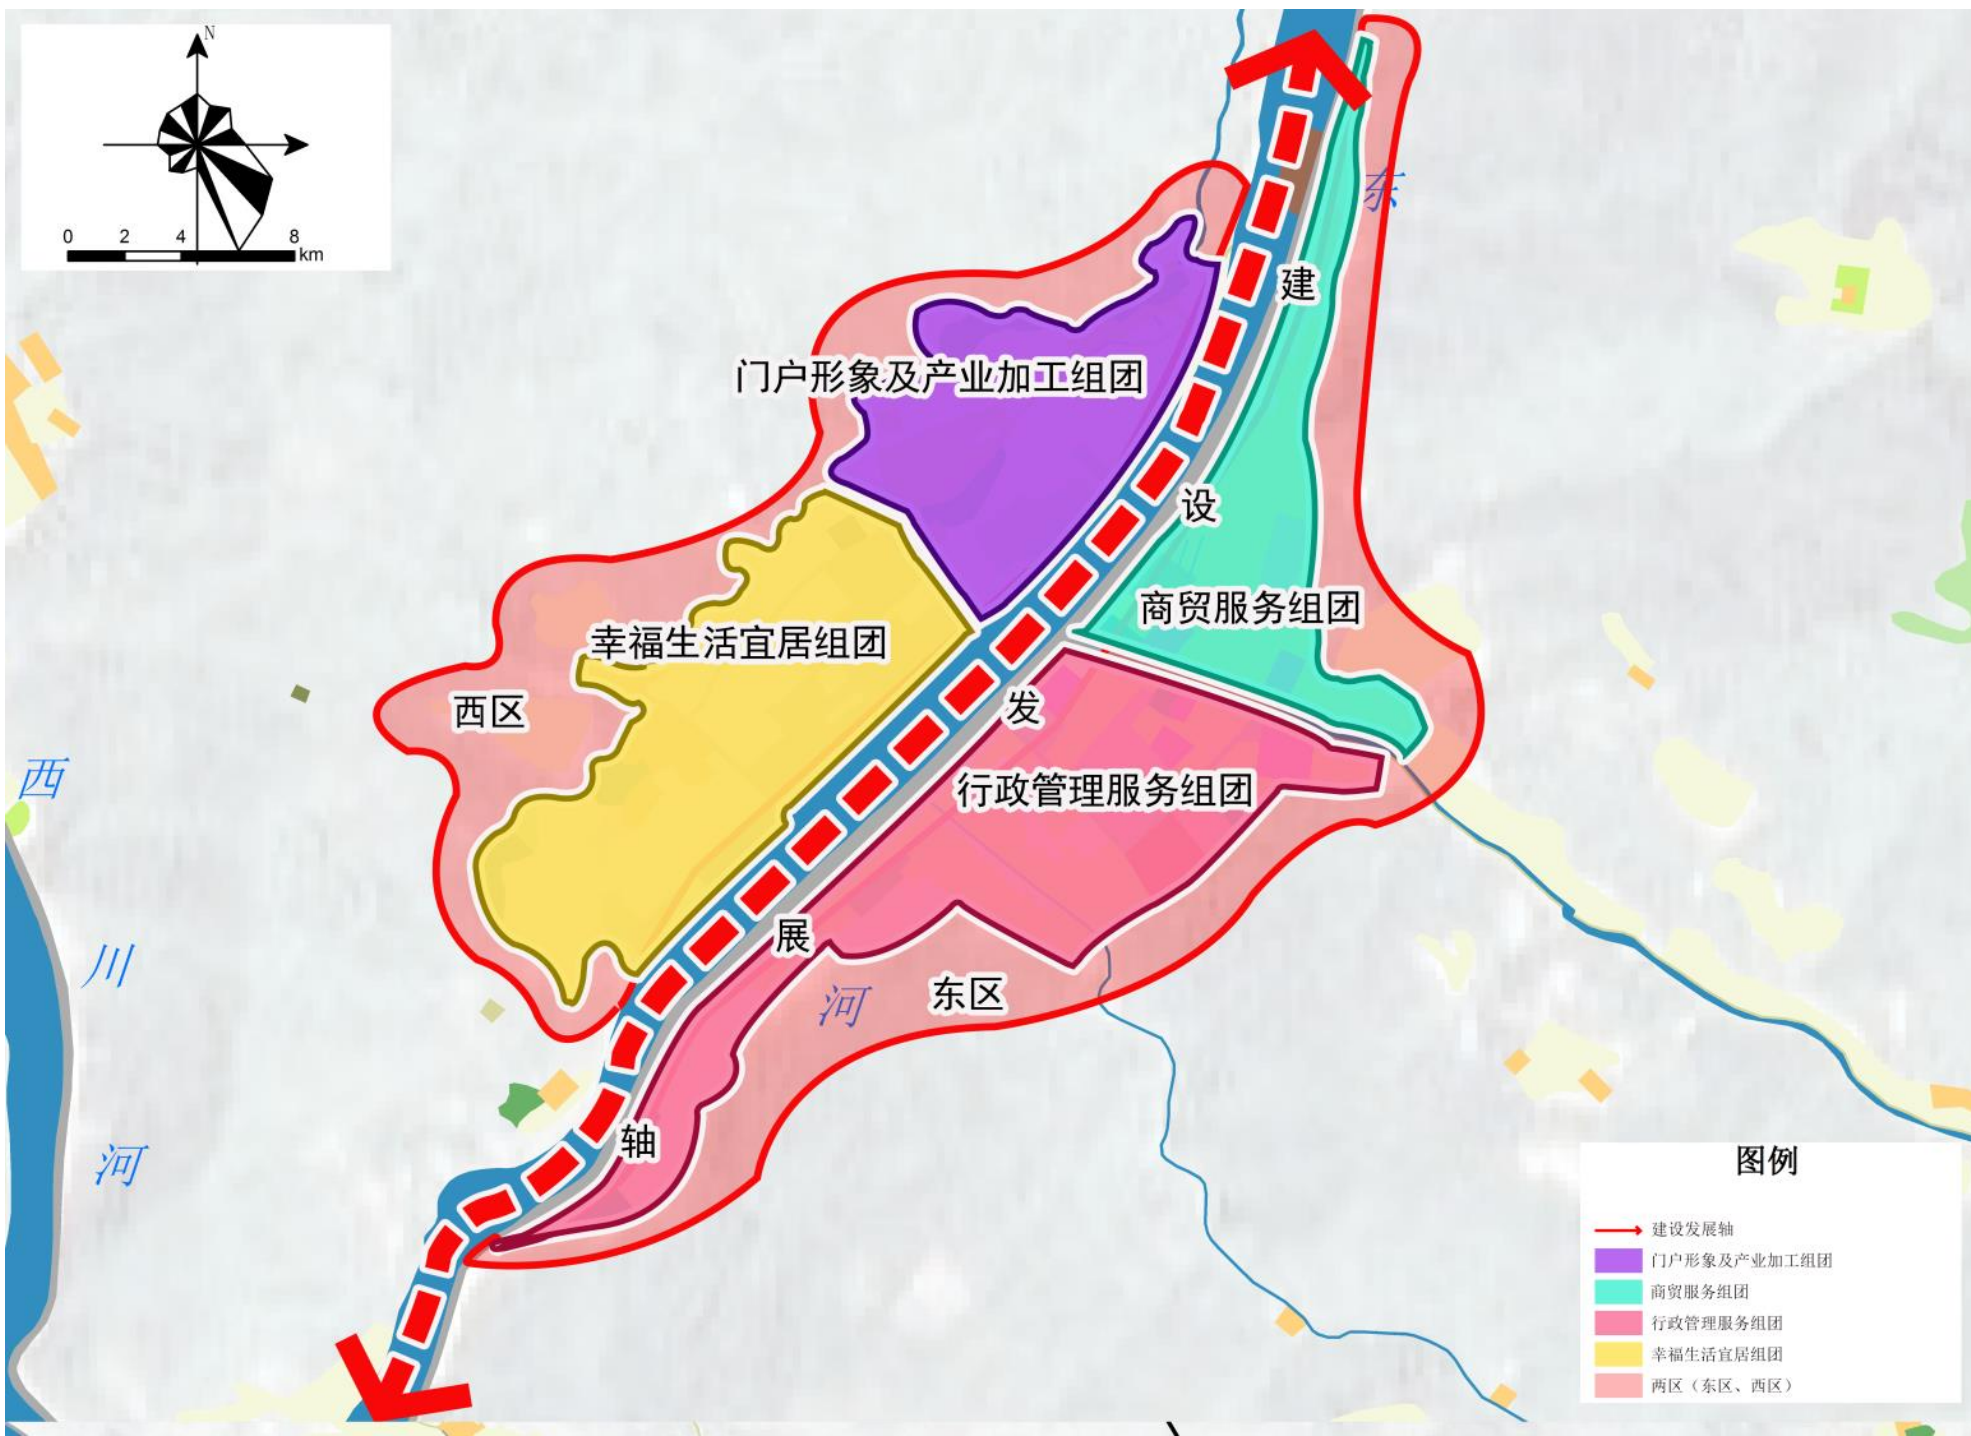 N
0 2 4 8
km
东
建
门户形象及产业加工组团
设
商贸服务组团
幸福生活宜居组团
西区
发
西
行政管理服务组团
展
川
河
东区
轴
河
图例
建设发展轴
门户形象及产业加工组团
商贸服务组团
行政管理服务组团
幸福生活宜居组团
两区（东区、西区）